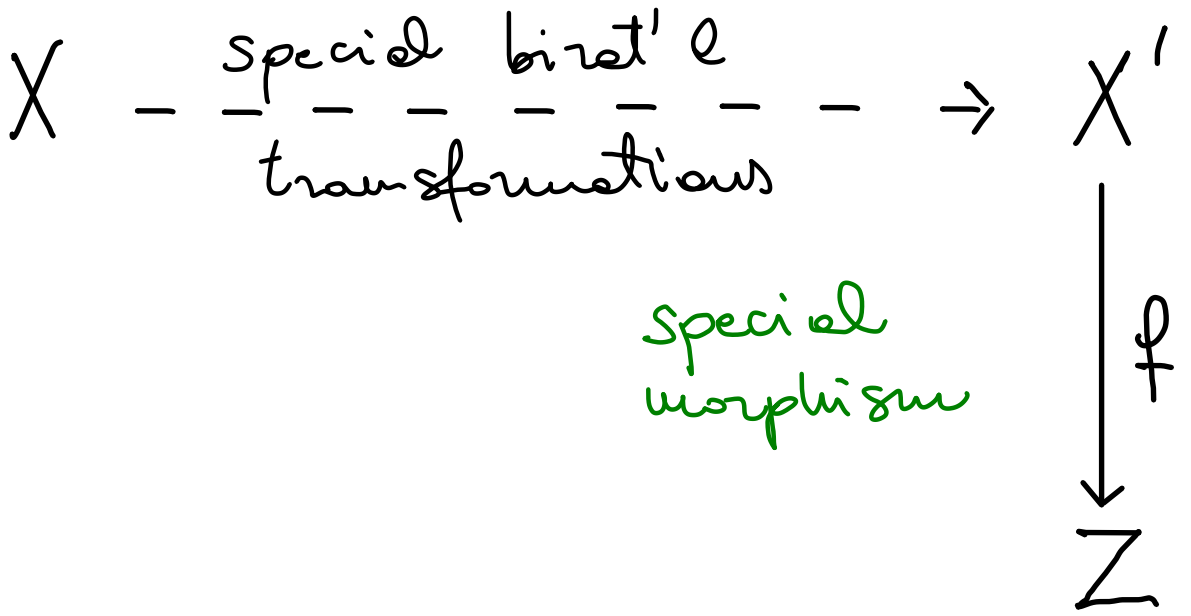 X special birat'l X'
transformations
special
morphism
f
Z